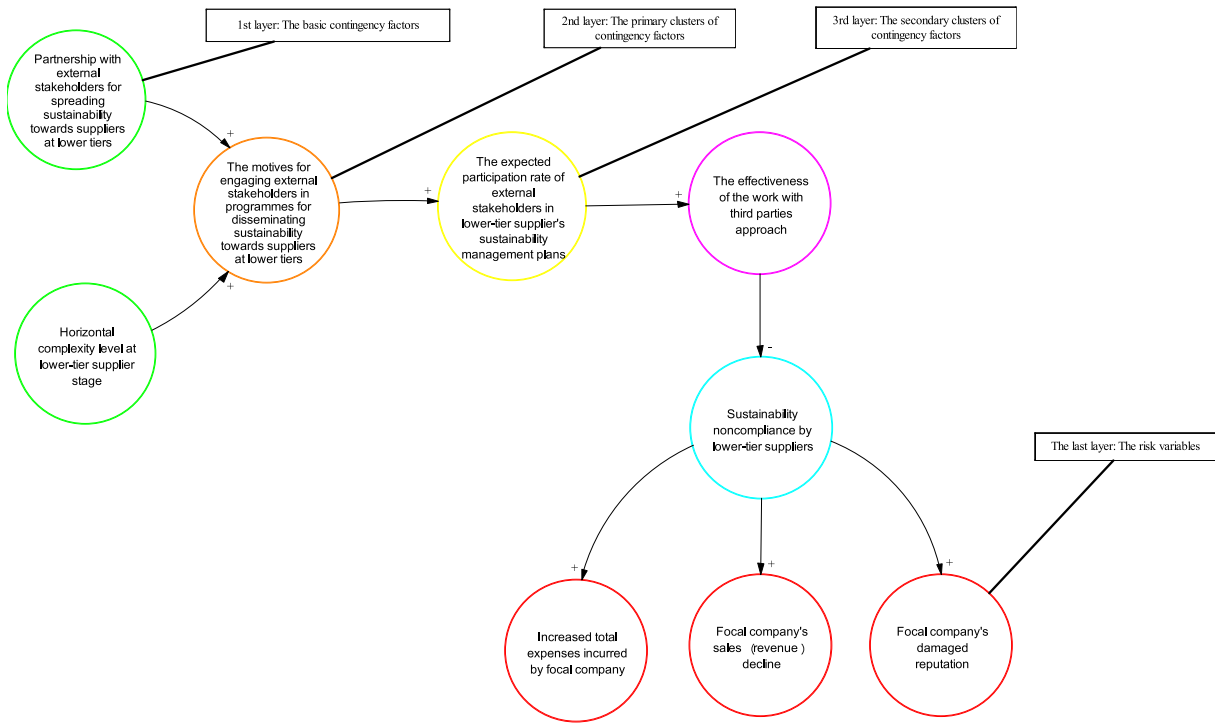 1st layer: The basic contingency factors
2nd layer: The primary clusters of
contingency factors
3rd layer: The secondary clusters of
contingency factors
Partnership with
external
stakeholders for
spreading
sustainability
towards suppliers
at lower tiers
+
The motives for
engaging external
stakeholders in
programmes for
disseminating
sustainability
towards suppliers
at lower tiers
+
The expected
participation rate of
external
stakeholders in
lower-tier supplier's
sustainability
management plans
+
The effectiveness
of the work with
third parties
approach
+
Horizontal
complexity level at
lower-tier supplier
stage
-
Sustainability
noncompliance by
lower-tier suppliers
The last layer: The risk variables
+
+
+
Increased total
expenses incurred
by focal company
Focal company's
sales (revenue )
decline
Focal company's
damaged
reputation